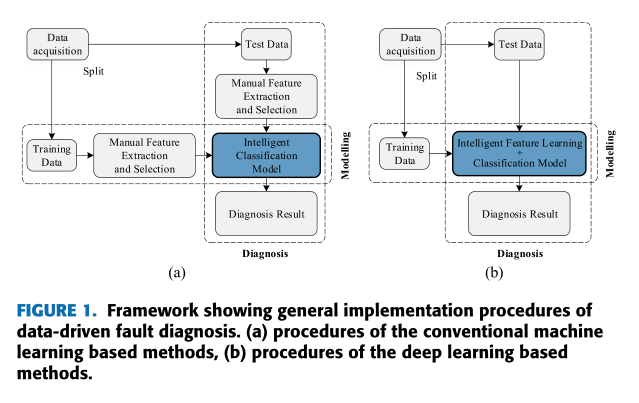 Data
acquisition
Split
Test Data
Manual Feature
Extraction
and Selection
Training
Data
Manual Feature
Extraction
and Selection
Intelligent
Classification
Model
Modelling
Diagnosis Result
Diagnosis
(a)
Data
acquisition
Split
Test Data
Training
Data
Intelligent Feature Learning
+
Classification Model
Modelling
Diagnosis Result
Diagnosis
(b)
FIGURE 1. Framework showing general implementation procedures of
data-driven fault diagnosis. (a) procedures of the conventional machine
learning based methods, (b) procedures of the deep learning based
methods.